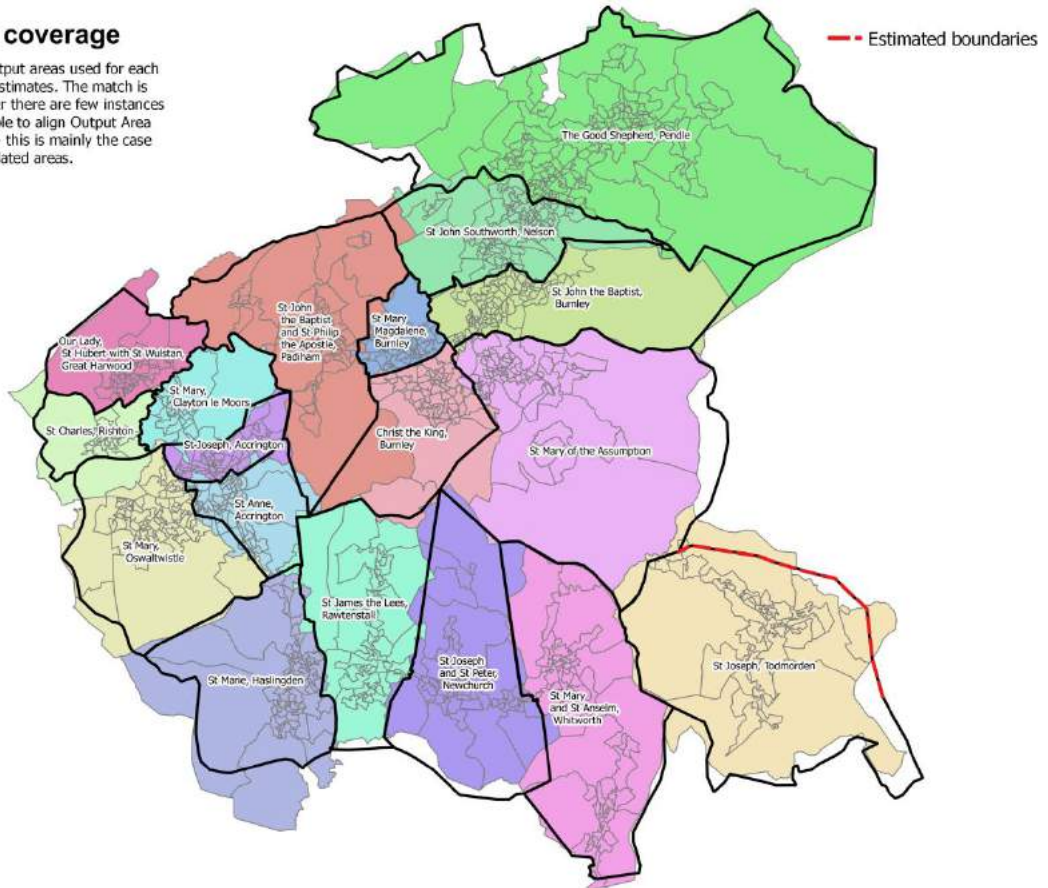 coverage
tput areas used for each
stimates. The match is
r there are few instances
le to align Output Area
this is mainly the case
lated areas.
Estimated boundaries
The Good Shepherd, Pendle
St John Southworth, Nelson
St John the Baptist,
Burnley
St John
the Baptist
and St Philip
the Apostle,
Padiham
St Mary
Magdalene,
Burnley
Our Lady,
St Hubert with St Wulstan,
Great Harwood
St Mary,
Clayton le Moors
St Charles, Rishton
St Joseph, Accrington
Christ the King,
Burnley
St Mary of the Assumption
St Anne,
Accrington
St Mary,
Oswaltwistle
St James the Lees,
Rawtenstall
St Marie, Haslingden
St Joseph
and St Peter,
Newchurch
St Mary
and St Anselm,
Whitworth
St Joseph, Todmorden